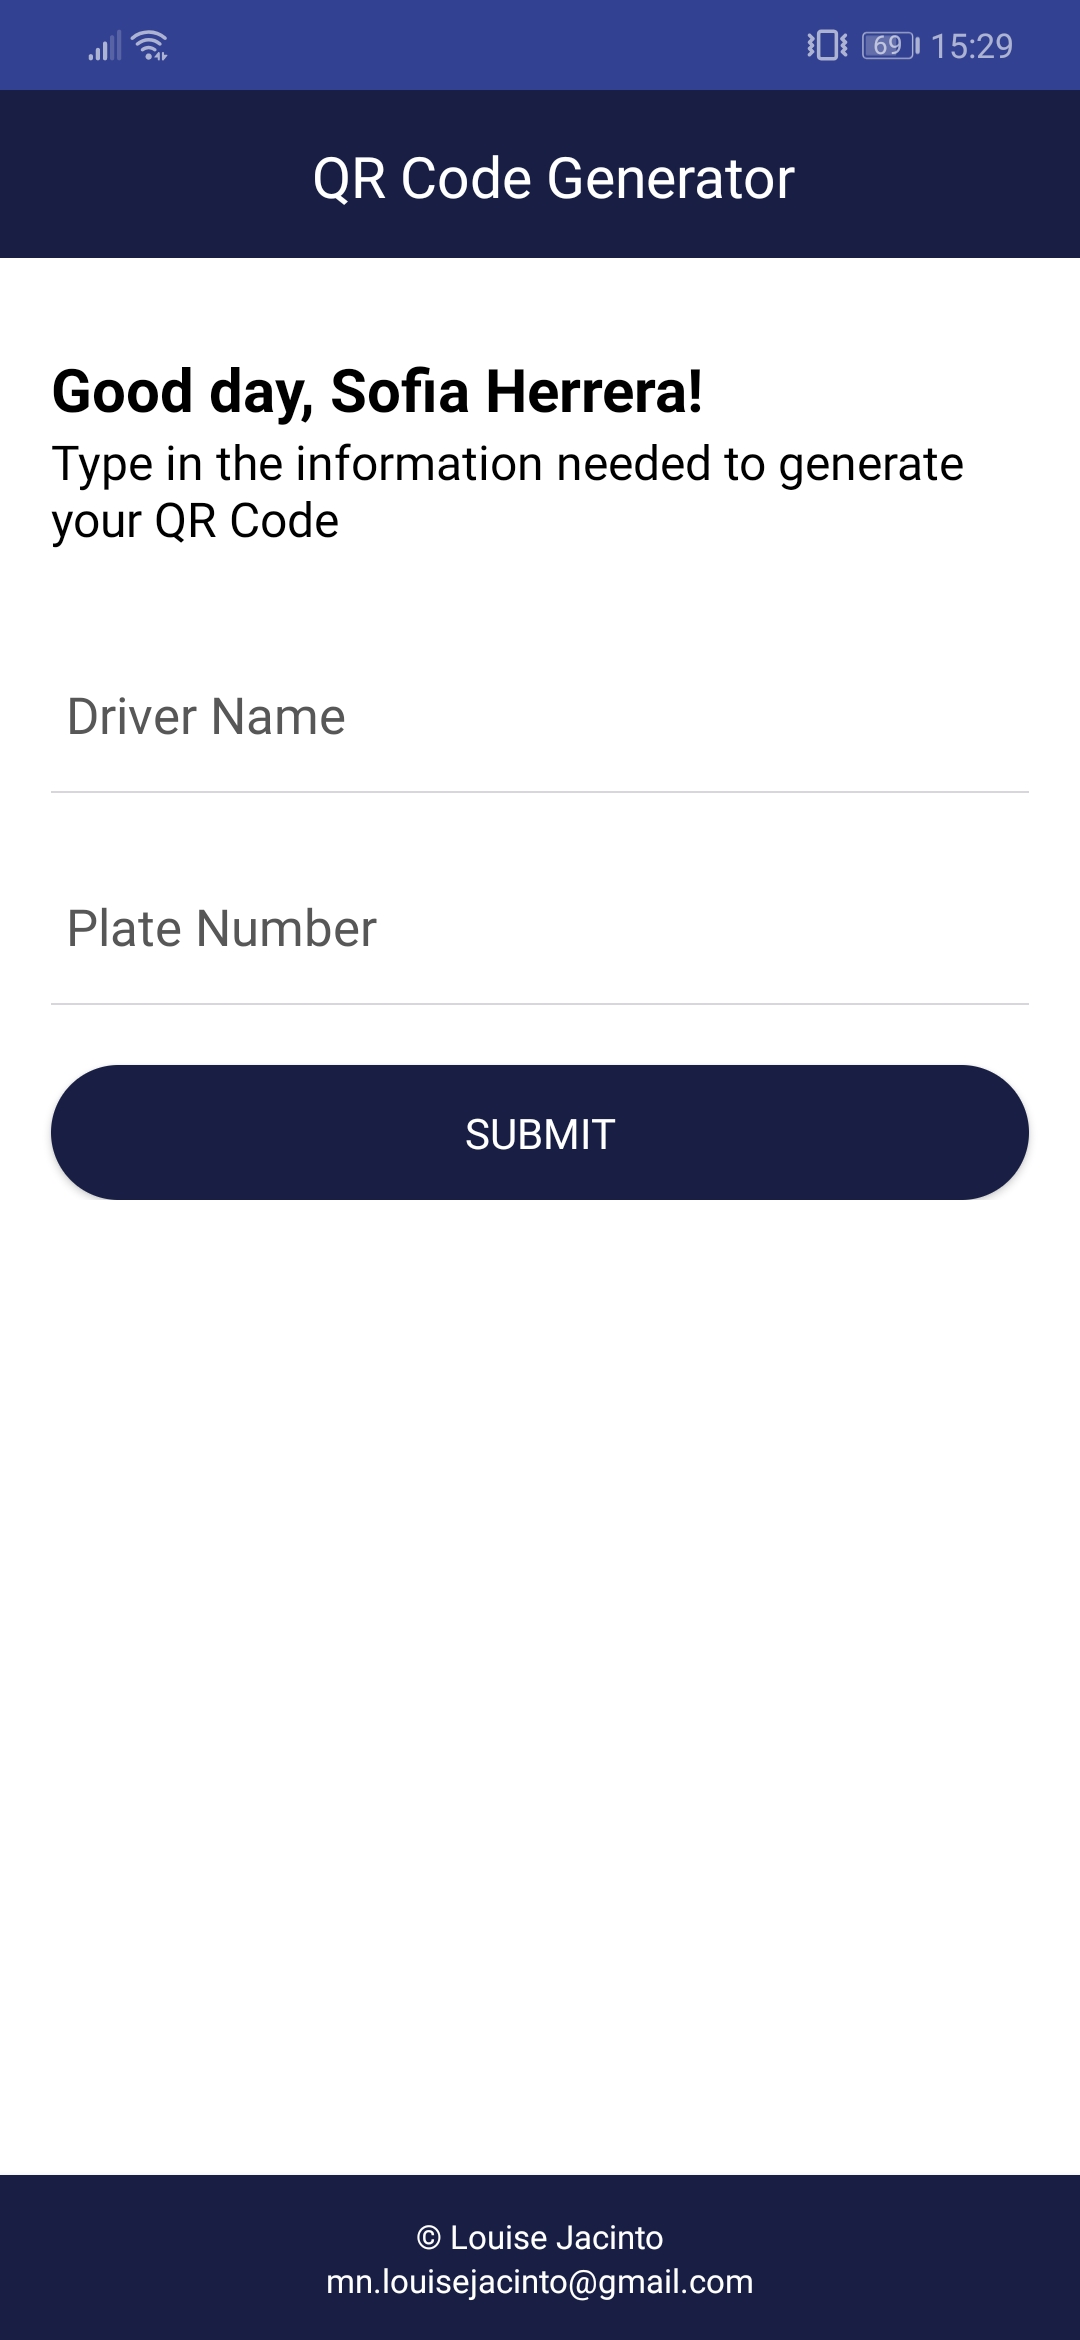 69 15:29
QR Code Generator
Good day, Sofia Herrera!
Type in the information needed to generate
your QR Code
Driver Name
Plate Number
SUBMIT
© Louise Jacinto
mn.louisejacinto@gmail.com